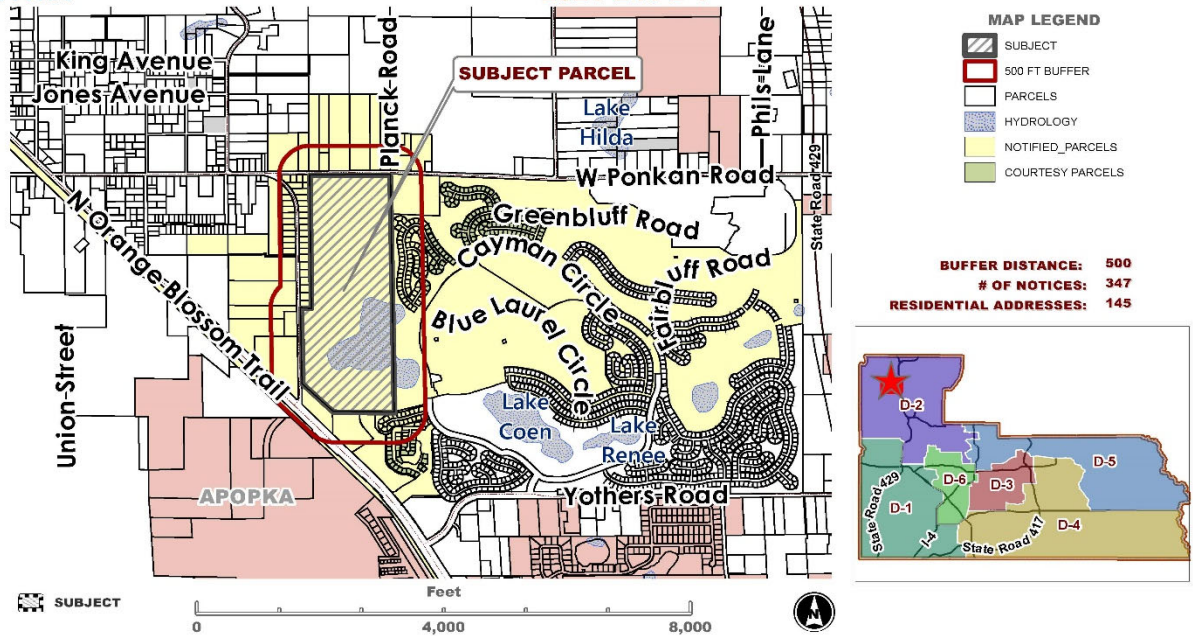 King Avenue
Jones Avenue
Planck Road
SUBJECT PARCEL
Lake
Hilda
Phils Lane
State Road 429
W Ponkan Road
Greenbluff Road
Cayman Circle
Fairbluff Road
Blue Laurel Circle
N Orange Blossom Trail
Union Street
Lake
Coen
Lake
Renee
APOPKA
Yothers Road
SUBJECT
Feet
0
4,000
8,000
N
MAP LEGEND
SUBJECT
500 FT BUFFER
PARCELS
HYDROLOGY
NOTIFIED_PARCELS
COURTESY PARCELS
BUFFER DISTANCE: 500
# OF NOTICES: 347
RESIDENTIAL ADDRESSES: 145
D-2
D-5
D-6
D-3
D-1
D-4
State Road 429
I-4
State Road 417